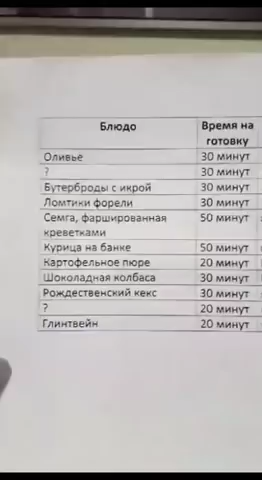 Блюдо Время на
готовку
Оливье 30 минут
? 30 минут
Бутерброды с икрой 30 минут
Ломтики форели 30 минут
Семга, фаршированная 50 минут
креветками
Курица на банке 50 минут
Картофельное пюре 20 минут
Шоколадная колбаса 30 минут
Рождественский кекс 30 минут
? 20 минут
Глинтвейн 20 минут